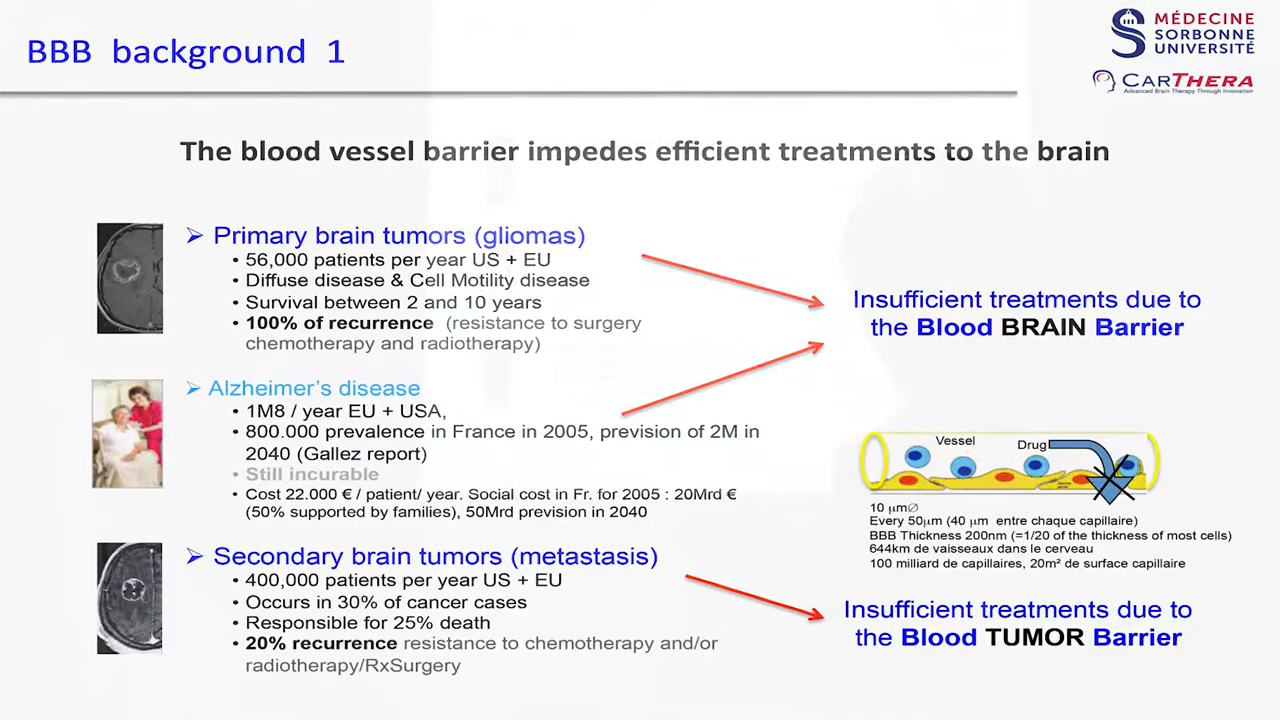 BBB background 1
MÉDECINE
SORBONNE
UNIVERSITÉ
CARTHERA
Advanced Brain Therapy Through Innovation
The blood vessel barrier impedes efficient treatments to the brain
➢ Primary brain tumors (gliomas)
• 56,000 patients per year US + EU
• Diffuse disease & Cell Motility disease
• Survival between 2 and 10 years
• 100% of recurrence (resistance to surgery
chemotherapy and radiotherapy)
➢ Alzheimer's disease
• 1M8 / year EU + USA,
• 800.000 prevalence in France in 2005, prevision of 2M in
2040 (Gallez report)
• Still incurable
• Cost 22.000 € / patient/ year. Social cost in Fr. for 2005 : 20Mrd €
(50% supported by families), 50Mrd prevision in 2040
➢ Secondary brain tumors (metastasis)
• 400,000 patients per year US + EU
• Occurs in 30% of cancer cases
• Responsible for 25% death
• 20% recurrence resistance to chemotherapy and/or
radiotherapy/RxSurgery
Insufficient treatments due to
the Blood BRAIN Barrier
Vessel
Drug
10 µm∅
Every 50µm (40 µm entre chaque capillaire)
BBB Thickness 200nm (=1/20 of the thickness of most cells)
644km de vaisseaux dans le cerveau
100 milliard de capillaires, 20m² de surface capillaire
Insufficient treatments due to
the Blood TUMOR Barrier